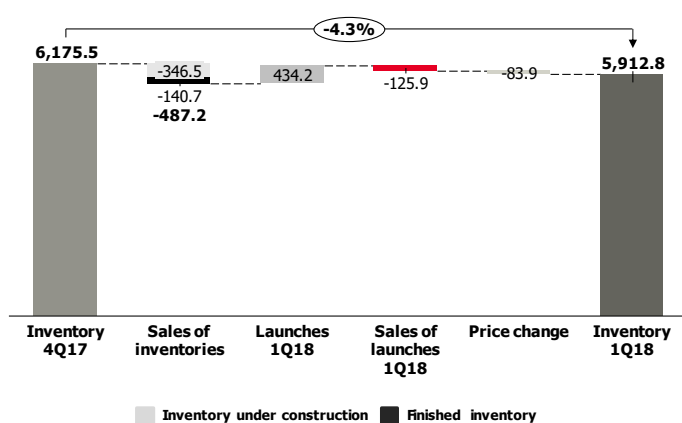 -4.3%
6,175.5
5,912.8
-346.5
434.2
-83.9
-140.7
-125.9
-487.2
Inventory
4Q17
Sales of
inventories
Launches
1Q18
Sales of
launches
1Q18
Price change
Inventory
1Q18
Inventory under construction
Finished inventory